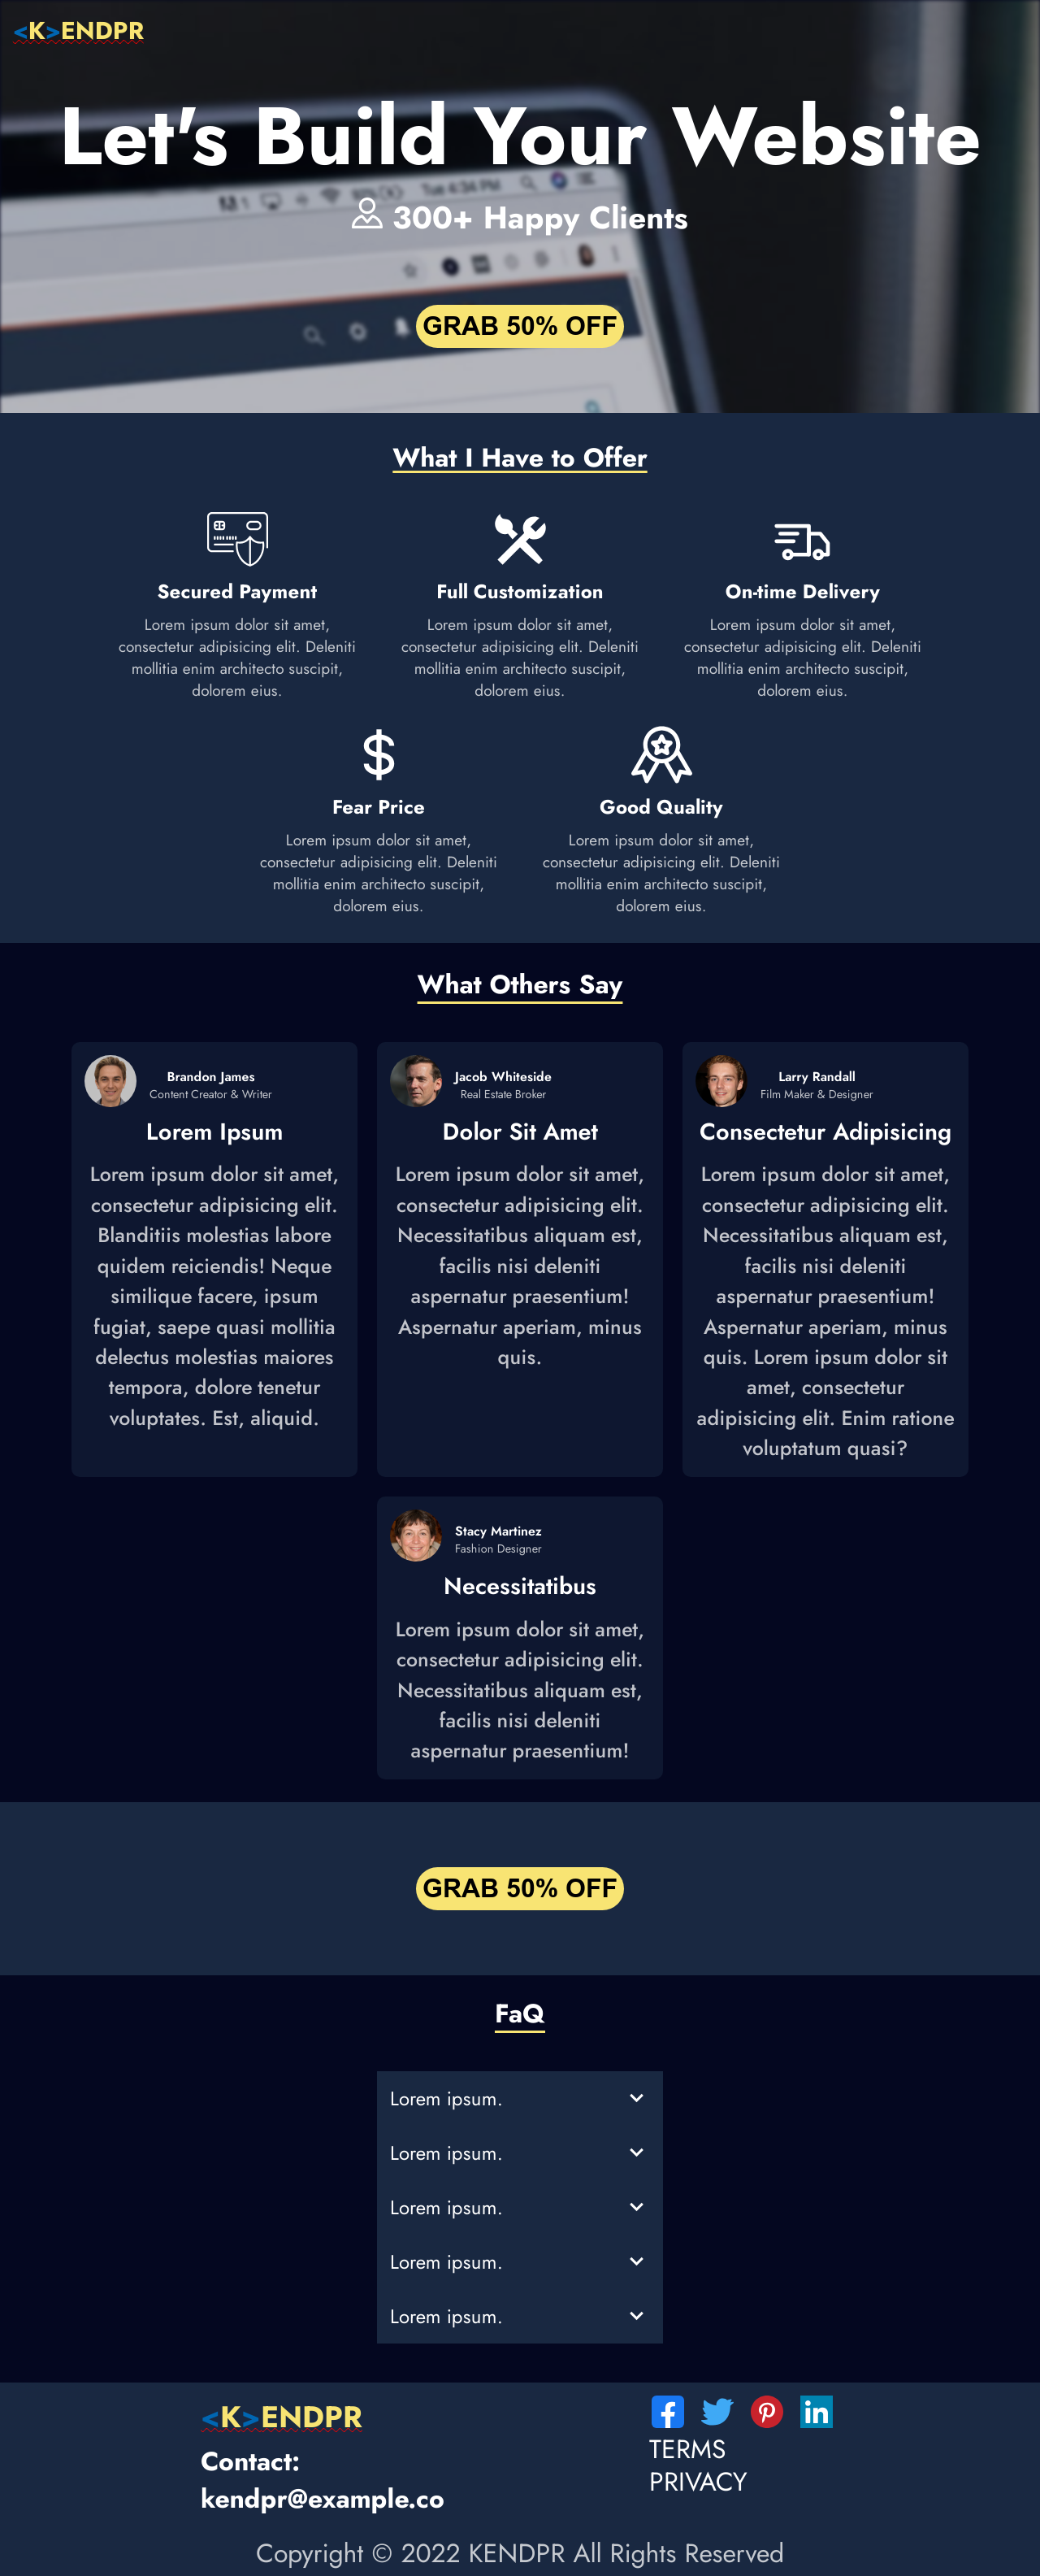 <K>ENDPR
Let's Build Your Website
Tue 4:34 PM
300+ Happy Clients
GRAB 50% OFF
What I Have to Offer
Secured Payment
Lorem ipsum dolor sit amet,
consectetur adipisicing elit. Deleniti
mollitia enim architecto suscipit,
dolorem eius.
Full Customization
Lorem ipsum dolor sit amet,
consectetur adipisicing elit. Deleniti
mollitia enim architecto suscipit,
dolorem eius.
On-time Delivery
Lorem ipsum dolor sit amet,
consectetur adipisicing elit. Deleniti
mollitia enim architecto suscipit,
dolorem eius.
Fear Price
Lorem ipsum dolor sit amet,
consectetur adipisicing elit. Deleniti
mollitia enim architecto suscipit,
dolorem eius.
Good Quality
Lorem ipsum dolor sit amet,
consectetur adipisicing elit. Deleniti
mollitia enim architecto suscipit,
dolorem eius.
What Others Say
Brandon James
Content Creator & Writer
Lorem Ipsum
Lorem ipsum dolor sit amet,
consectetur adipisicing elit.
Blanditiis molestias labore
quidem reiciendis! Neque
similique facere, ipsum
fugiat, saepe quasi mollitia
delectus molestias maiores
tempora, dolore tenetur
voluptates. Est, aliquid.
Jacob Whiteside
Real Estate Broker
Dolor Sit Amet
Lorem ipsum dolor sit amet,
consectetur adipisicing elit.
Necessitatibus aliquam est,
facilis nisi deleniti
aspernatur praesentium!
Aspernatur aperiam, minus
quis.
Larry Randall
Film Maker & Designer
Consectetur Adipisicing
Lorem ipsum dolor sit amet,
consectetur adipisicing elit.
Necessitatibus aliquam est,
facilis nisi deleniti
aspernatur praesentium!
Aspernatur aperiam, minus
quis. Lorem ipsum dolor sit
amet, consectetur
adipisicing elit. Enim ratione
voluptatum quasi?
Stacy Martinez
Fashion Designer
Necessitatibus
Lorem ipsum dolor sit amet,
consectetur adipisicing elit.
Necessitatibus aliquam est,
facilis nisi deleniti
aspernatur praesentium!
GRAB 50% OFF
FaQ
Lorem ipsum.
Lorem ipsum.
Lorem ipsum.
Lorem ipsum.
Lorem ipsum.
<K>ENDPR
Contact:
kendpr@example.co
TERMS
PRIVACY
Copyright © 2022 KENDPR All Rights Reserved